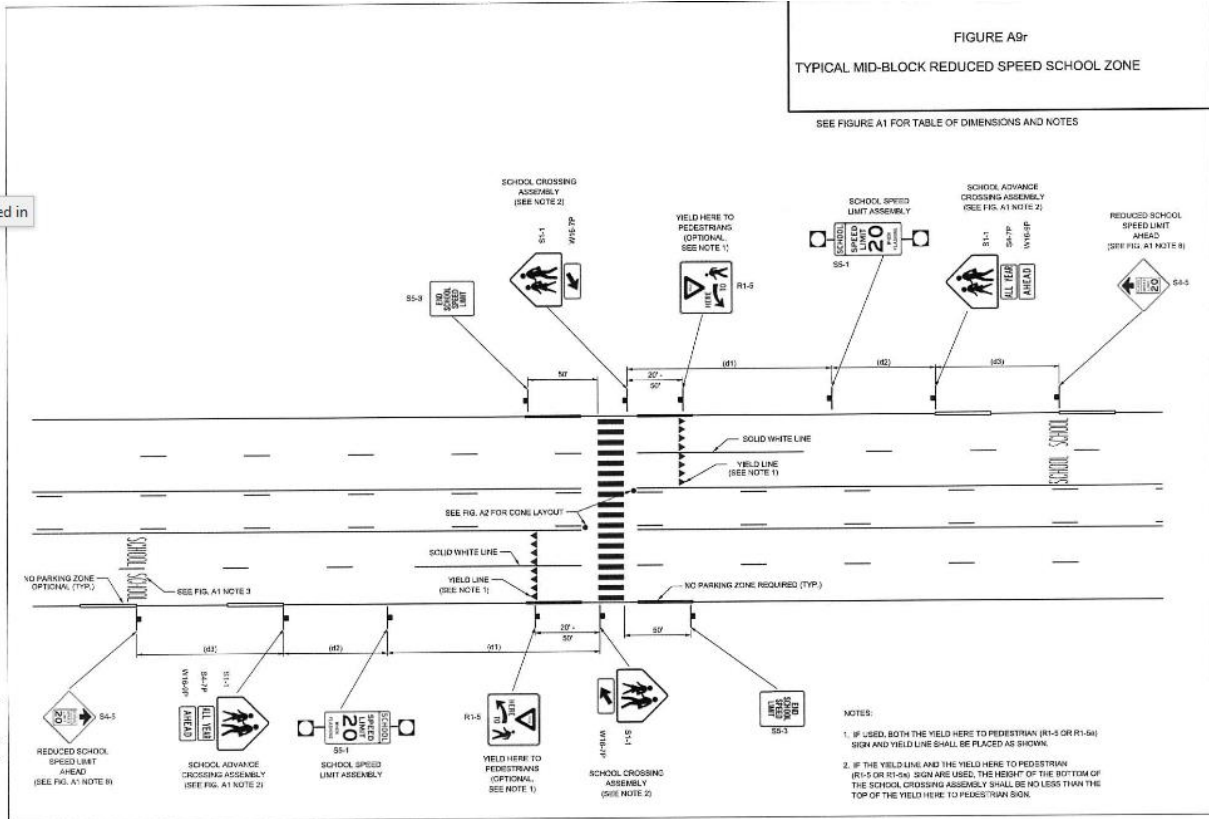 FIGURE A9r
TYPICAL MID-BLOCK REDUCED SPEED SCHOOL ZONE
SEE FIGURE A1 FOR TABLE OF DIMENSIONS AND NOTES
ed in
SCHOOL CROSSING
ASSEMBLY
(SEE NOTE 2)
S1-1
W16-7P
YIELD HERE TO
PEDESTRIANS
(OPTIONAL
SEE NOTE 1)
HERE
TO
R1-5
SCHOOL SPEED
LIMIT ASSEMBLY
SCHOOL
SPEED
LIMIT
20
WHEN
FLASHING
S5-1
SCHOOL ADVANCE
CROSSING ASSEMBLY
(SEE FIG. A1 NOTE 2)
S1-1
S4-7P
W16-9P
ALL YEAR
AHEAD
REDUCED SCHOOL
SPEED LIMIT
AHEAD
(SEE FIG. A1 NOTE 8)
20
S4-5
S5-3
END
SCHOOL
SPEED
LIMIT
50'
20' -
50'
(d1)
(d2)
(d3)
SOLID WHITE LINE
YIELD LINE
(SEE NOTE 1)
SCHOOL SCHOOL
SEE FIG. A2 FOR CONE LAYOUT
SCHOOL SCHOOL
SOLID WHITE LINE
YIELD LINE
(SEE NOTE 1)
NO PARKING ZONE
OPTIONAL (TYP.)
SEE FIG. A1 NOTE 3
NO PARKING ZONE REQUIRED (TYP.)
(d3)
(d2)
(d1)
20' -
50'
50'
20
S4-5
REDUCED SCHOOL
SPEED LIMIT
AHEAD
(SEE FIG. A1 NOTE 8)
S1-1
S4-7P
W16-9P
ALL YEAR
AHEAD
SCHOOL ADVANCE
CROSSING ASSEMBLY
(SEE FIG. A1 NOTE 2)
SCHOOL
SPEED
LIMIT
20
WHEN
FLASHING
S5-1
SCHOOL SPEED
LIMIT ASSEMBLY
R1-5
HERE
TO
YIELD HERE TO
PEDESTRIANS
(OPTIONAL
SEE NOTE 1)
S1-1
W16-7P
SCHOOL CROSSING
ASSEMBLY
(SEE NOTE 2)
END
SCHOOL
SPEED
LIMIT
S5-3
NOTES:
1. IF USED, BOTH THE YIELD HERE TO PEDESTRIAN (R1-5 OR R1-5a)
SIGN AND YIELD LINE SHALL BE PLACED AS SHOWN.
2. IF THE YIELD LINE AND THE YIELD HERE TO PEDESTRIAN
(R1-5 OR R1-5a) SIGN ARE USED, THE HEIGHT OF THE BOTTOM OF
THE SCHOOL CROSSING ASSEMBLY SHALL BE NO LESS THAN THE
TOP OF THE YIELD HERE TO PEDESTRIAN SIGN.